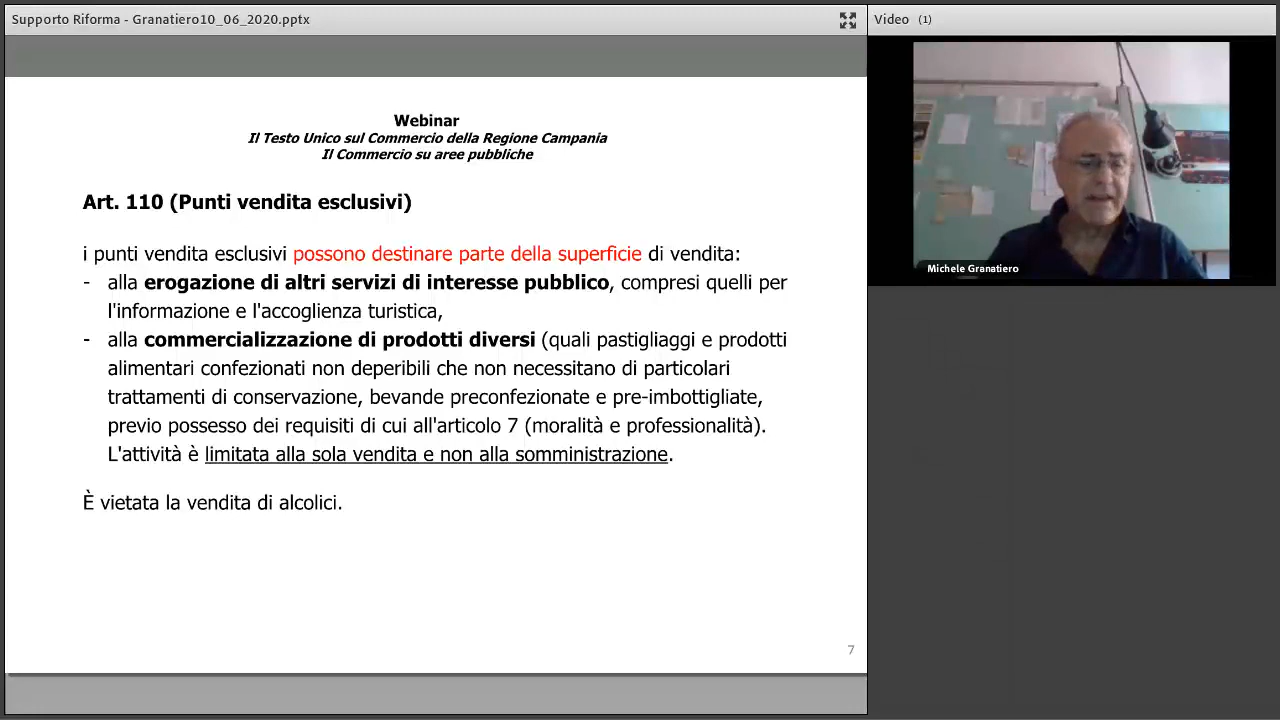 Supporto Riforma - Granatiero10_06_2020.pptx
Video (1)
Webinar
Il Testo Unico sul Commercio della Regione Campania
Il Commercio su aree pubbliche
Art. 110 (Punti vendita esclusivi)
i punti vendita esclusivi possono destinare parte della superficie di vendita:
- alla erogazione di altri servizi di interesse pubblico, compresi quelli per
l'informazione e l'accoglienza turistica,
- alla commercializzazione di prodotti diversi (quali pastigliaggi e prodotti
alimentari confezionati non deperibili che non necessitano di particolari
trattamenti di conservazione, bevande preconfezionate e pre-imbottigliate,
previo possesso dei requisiti di cui all'articolo 7 (moralità e professionalità).
L'attività è limitata alla sola vendita e non alla somministrazione.
È vietata la vendita di alcolici.
7
Michele Granatiero